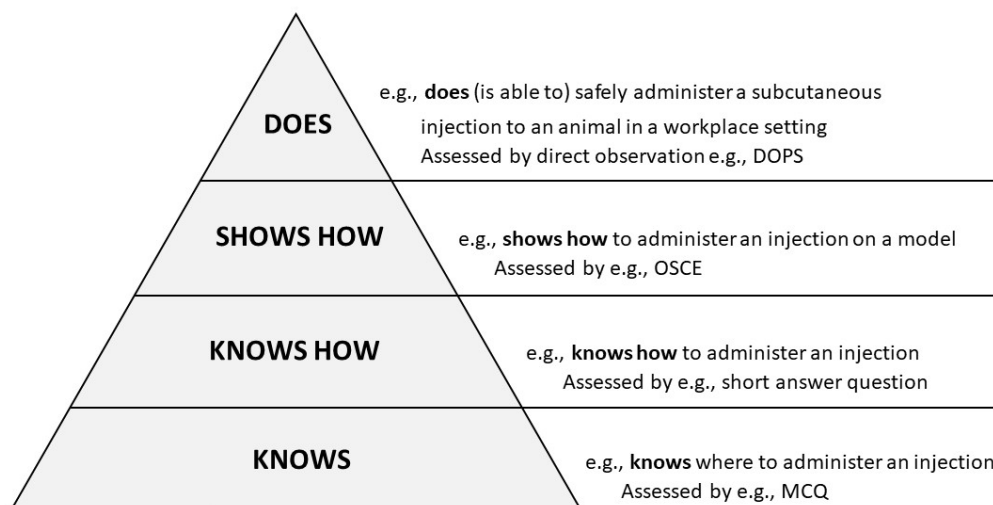 e.g., does (is able to) safely administer a subcutaneous
DOES
injection to an animal in a workplace setting
Assessed by direct observation e.g., DOPS
SHOWS HOW
e.g., shows how to administer an injection on a model
Assessed by e.g., OSCE
KNOWS HOW
e.g., knows how to administer an injection
Assessed by e.g., short answer question
KNOWS
e.g., knows where to administer an injection
Assessed by e.g., MCQ